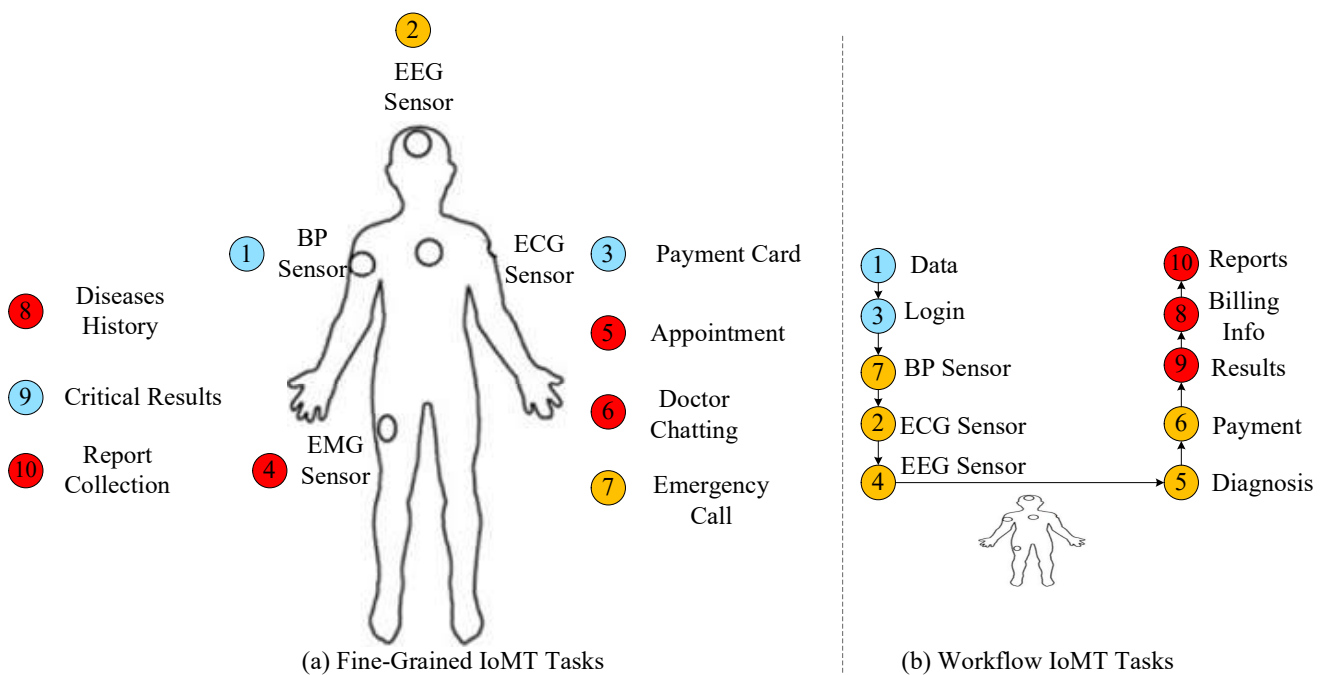 2
EEG
Sensor
1
BP
Sensor
ECG
Sensor
3
Payment Card
8
Diseases
History
5
Appointment
9
Critical Results
6
Doctor
Chatting
10
Report
Collection
4
EMG
Sensor
7
Emergency
Call
(a) Fine-Grained IoMT Tasks
1 Data
3 Login
7 BP Sensor
2 ECG Sensor
4 EEG Sensor
10 Reports
8 Billing
Info
9 Results
6 Payment
5 Diagnosis
(b) Workflow IoMT Tasks